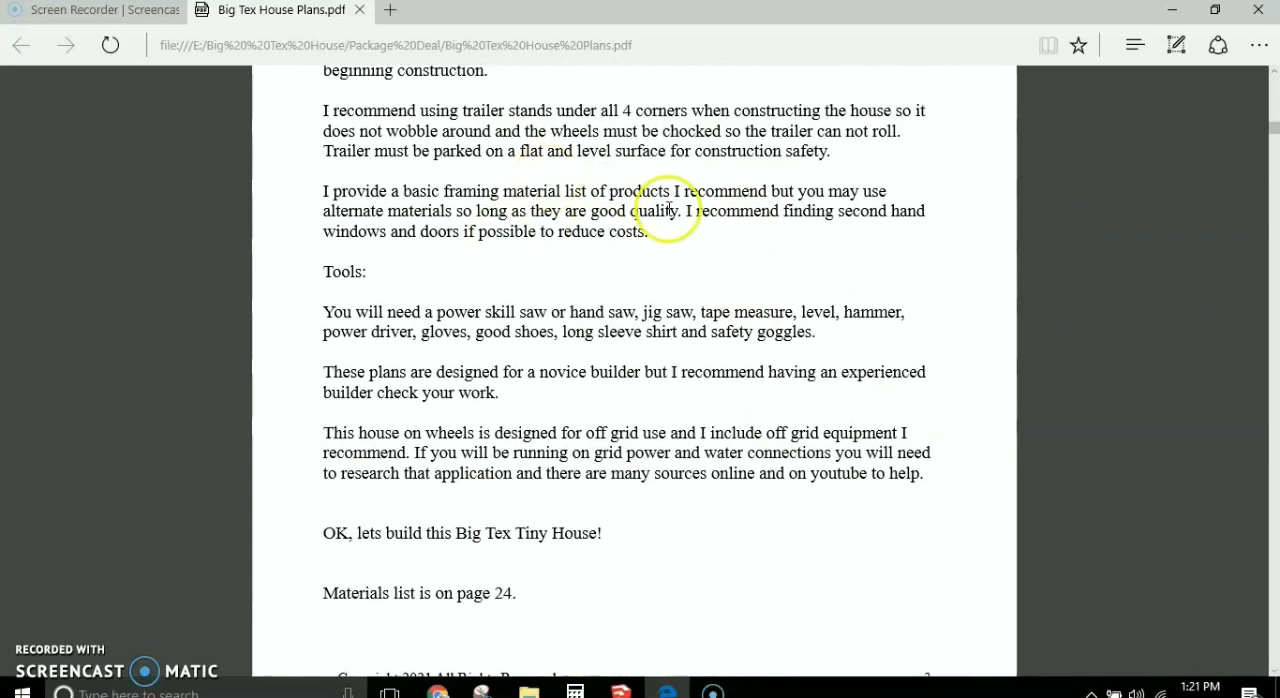 Screen Recorder | Screencas
Big Tex House Plans.pdf
file:///E:/Big%20%20Tex%20House/Package%20Deal/Big%20Tex%20House%20Plans.pdf
beginning construction.
I recommend using trailer stands under all 4 corners when constructing the house so it
does not wobble around and the wheels must be chocked so the trailer can not roll.
Trailer must be parked on a flat and level surface for construction safety.
I provide a basic framing material list of products I recommend but you may use
alternate materials so long as they are good quality. I recommend finding second hand
windows and doors if possible to reduce costs.
Tools:
You will need a power skill saw or hand saw, jig saw, tape measure, level, hammer,
power driver, gloves, good shoes, long sleeve shirt and safety goggles.
These plans are designed for a novice builder but I recommend having an experienced
builder check your work.
This house on wheels is designed for off grid use and I include off grid equipment I
recommend. If you will be running on grid power and water connections you will need
to research that application and there are many sources online and on youtube to help.
OK, lets build this Big Tex Tiny House!
Materials list is on page 24.
Copyright 2021 All Rights Reserved
RECORDED WITH
SCREENCAST MATIC
Type here to search
1:21 PM